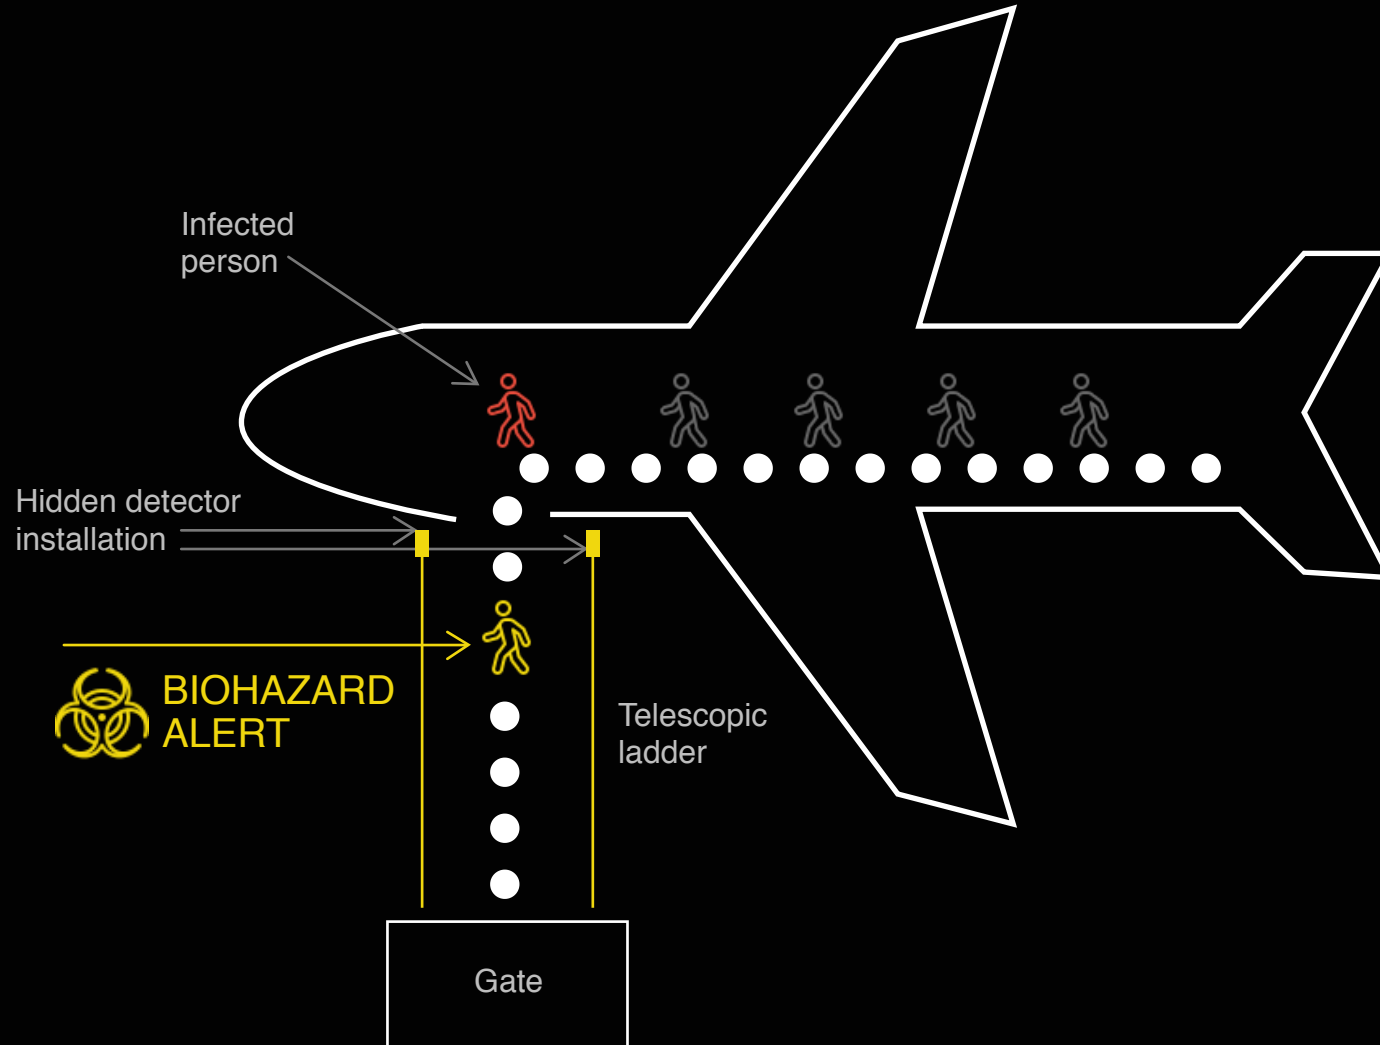 Infected
person
Hidden detector
installation
BIOHAZARD
ALERT
Telescopic
ladder
Gate